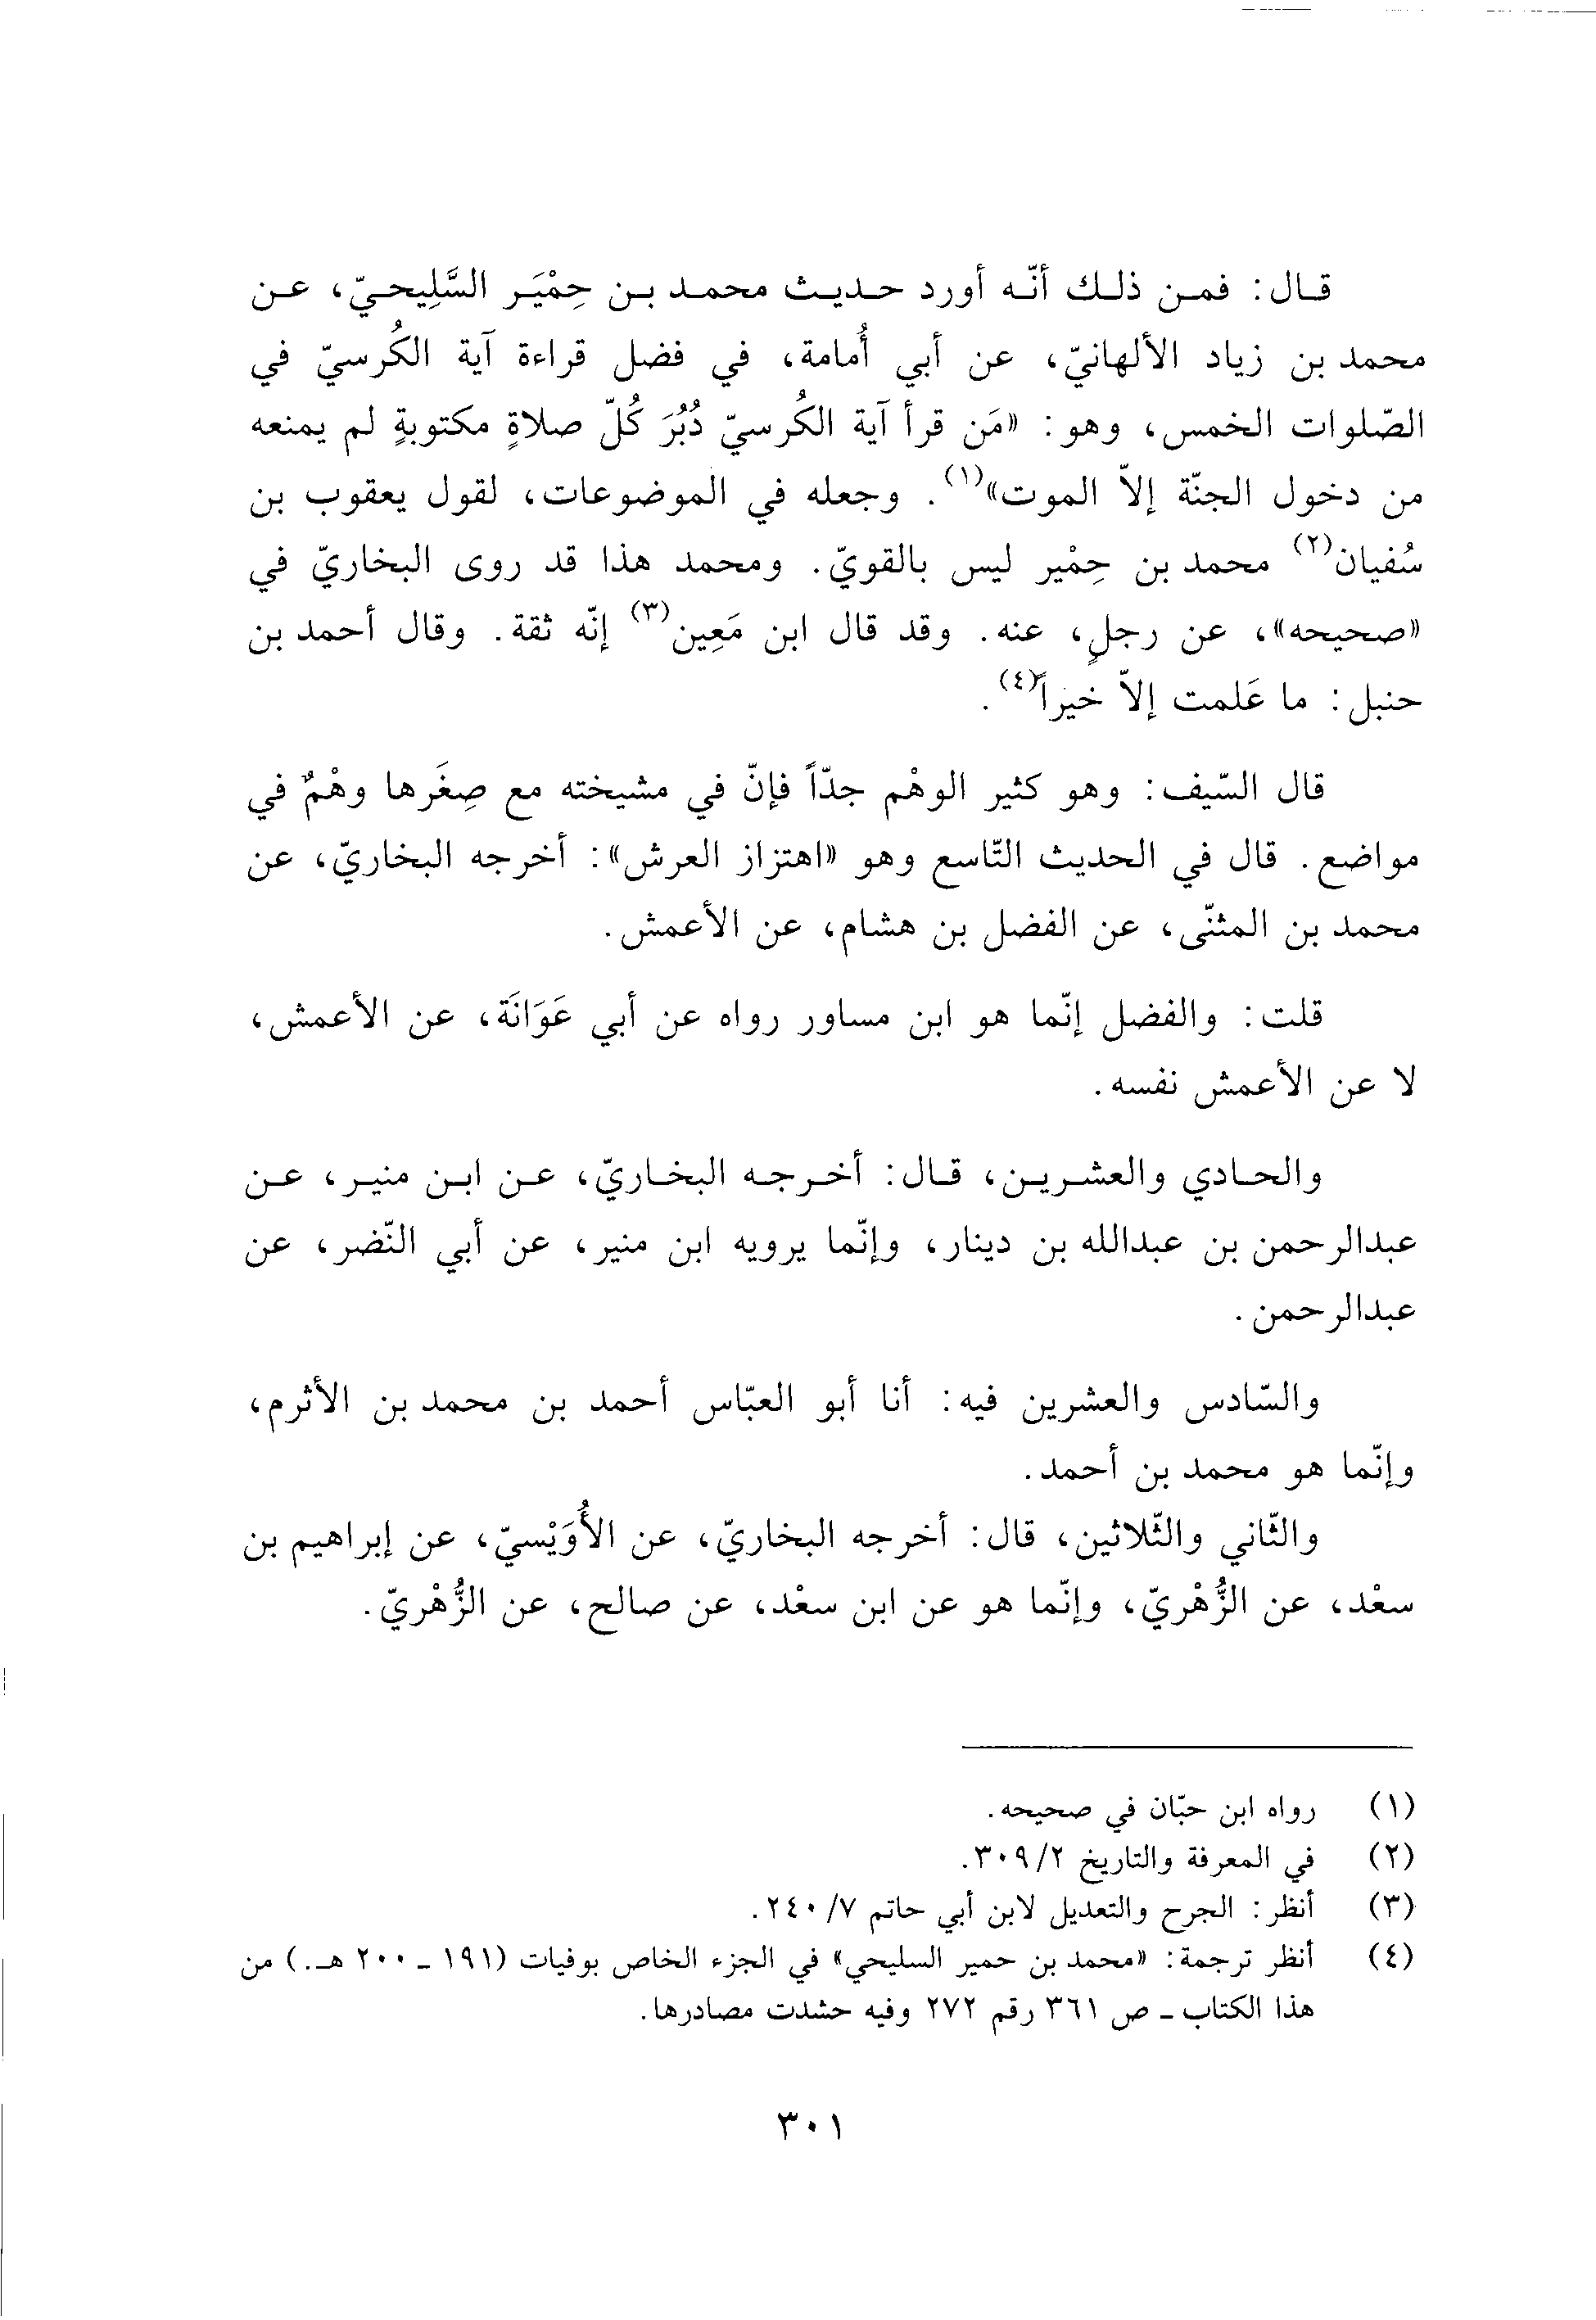 قال: فمن ذلك أنّه أورد حديث محمد بن حِمْيَر السَّلِيحيّ، عن
محمد بن زياد الألهانيّ، عن أبي أُمامة، في فضل قراءة آية الكُرسيّ في
الصّلوات الخمس، وهو: «مَن قرأ آية الكُرسيّ دُبُرَ كُلّ صلاةٍ مكتوبةٍ لم يمنعه
من دخول الجنّة إلاّ الموت»(١). وجعله في الموضوعات، لقول يعقوب بن
سُفيان(٢) محمد بن حِمْير ليس بالقويّ. ومحمد هذا قد روى البخاريّ في
«صحيحه»، عن رجلٍ، عنه. وقد قال ابن مَعِين(٣) إنّه ثقة. وقال أحمد بن
حنبل: ما عَلمت إلاّ خيراً(٤).
قال السّيف: وهو كثير الوهْم جدّاً فإنّ في مشيخته مع صِغَرها وهْمٌ في
مواضع. قال في الحديث التّاسع وهو «اهتزاز العرش»: أخرجه البخاريّ، عن
محمد بن المثنّى، عن الفضل بن هشام، عن الأعمش.
قلت: والفضل إنّما هو ابن مساور رواه عن أبي عَوَانَة، عن الأعمش،
لا عن الأعمش نفسه.
والحادي والعشرين، قال: أخرجه البخاريّ، عن ابن منير، عن
عبدالرحمن بن عبدالله بن دينار، وإنّما يرويه ابن منير، عن أبي النّضر، عن
عبدالرحمن.
والسّادس والعشرين فيه: أنا أبو العبّاس أحمد بن محمد بن الأثرم،
وإنّما هو محمد بن أحمد.
والثّاني والثّلاثين، قال: أخرجه البخاريّ، عن الأُوَيْسيّ، عن إبراهيم بن
سعْد، عن الزُّهْريّ، وإنّما هو عن ابن سعْد، عن صالح، عن الزُّهْريّ.
(١) رواه ابن حبّان في صحيحه.
(٢) في المعرفة والتاريخ ٣٠٩/٢.
(٣) أنظر: الجرح والتعديل لابن أبي حاتم ٢٤٠/٧.
(٤) أنظر ترجمة: «محمد بن حمير السليحي» في الجزء الخاص بوفيات (١٩١ ـ ٢٠٠ هـ.) من
هذا الكتاب ـ ص ٣٦١ رقم ٢٧٢ وفيه حشدت مصادرها.
٣٠١